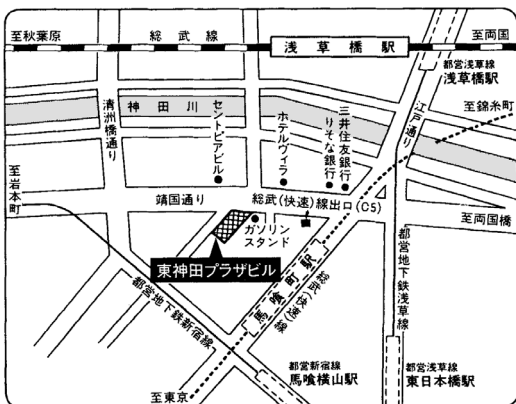 至秋葉原
総武線
浅草橋駅
至両国
都営浅草線
浅草橋駅
清洲橋通り
神田川
セントピアビル
ホテルヴィラ
りそな銀行
三井住友銀行
江戸通り
至錦糸町
至岩本町
靖国通り
総武(快速)線出口(C5)
至両国橋
ガソリン
スタンド
東神田プラザビル
馬喰町駅
総武(快速)線
都営地下鉄浅草線
都営地下鉄新宿線
都営新宿線
馬喰横山駅
都営浅草線
東日本橋駅
至東京